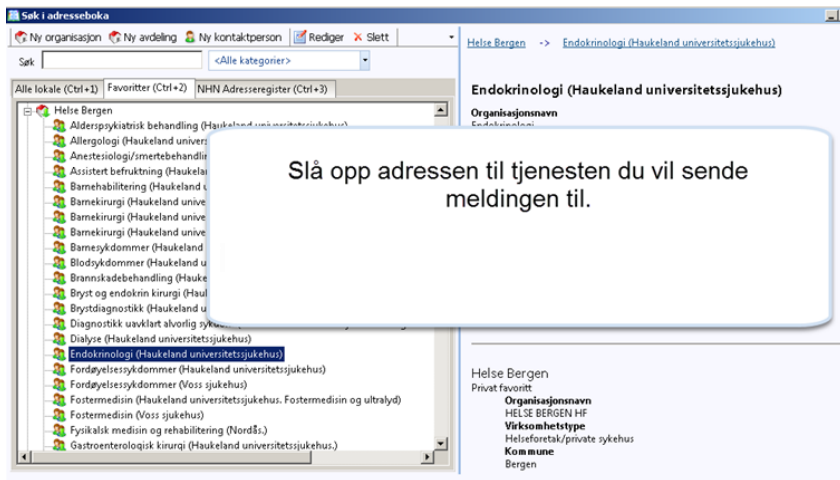 Søk i adresseboka
Ny organisasjon Ny avdeling Ny kontaktperson Rediger Slett
Søk <Alle kategorier>
Alle lokale (Ctrl+1) Favoritter (Ctrl+2) NHN Adresseregister (Ctrl+3)
Helse Bergen
Alderspsykiatrisk behandling (Haukeland universitetssjukehus)
Allergologi (Haukeland univers
Anestesiologi/smertebehandlin
Assistert befruktning (Haukela
Barnehabilitering (Haukeland u
Barnekirurgi (Haukeland unive
Barnekirurgi (Haukeland unive
Barnekirurgi (Haukeland unive
Barnesykdommer (Haukeland
Blodsykdommer (Haukeland u
Brannskadebehandling (Hauke
Bryst og endokrin kirurgi (Hau
Brystdiagnostikk (Haukeland u
Diagnostikk uavklart alvorlig
Dialyse (Haukeland universitetssjukehus)
Endokrinologi (Haukeland universitetssjukehus)
Fordøyelsessykdommer (Haukeland universitetssjukehus)
Fordøyelsessykdommer (Voss sjukehus)
Fostermedisin (Haukeland universitetssjukehus. Fostermedisin og ultralyd)
Fostermedisin (Voss sjukehus)
Fysikalsk medisin og rehabilitering (Nordås.)
Gastroenterologisk kirurgi (Haukeland universitetssjukehus.)
Helse Bergen -> Endokrinologi (Haukeland universitetssjukehus)
Endokrinologi (Haukeland universitetssjukehus)
Organisasjonsnavn
Endokrinologi
Slå opp adressen til tjenesten du vil sende
meldingen til.
Helse Bergen
Privat favoritt
Organisasjonsnavn
HELSE BERGEN HF
Virksomhetstype
Helseforetak/private sykehus
Kommune
Bergen